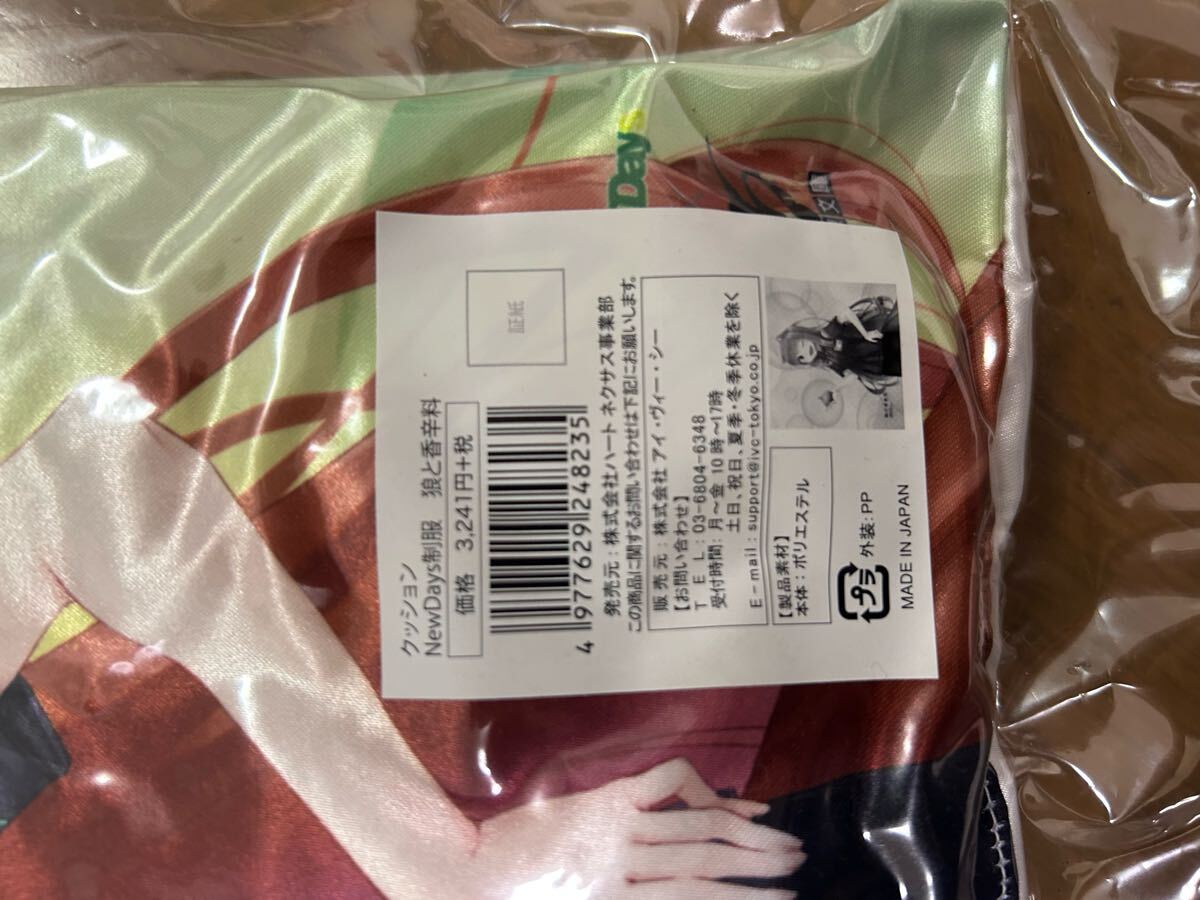 Day
文庫
クッション
NewDays制服 狼と香辛料
価格 3,241円+税
証紙
4 977629 248235
発売元：株式会社ハート ネクサス事業部
この商品に関するお問い合わせは下記にお願いします。
販売元：株式会社 アイ・ヴィー・シー
【お問い合わせ】
TEL：03-6804-6348
受付時間：月～金 10時～17時
土日、祝日、夏季・冬季休業を除く
E-mail：support@ivc-tokyo.co.jp
【製品素材】
本体：ポリエステル
プラ
外装：PP
MADE IN JAPAN